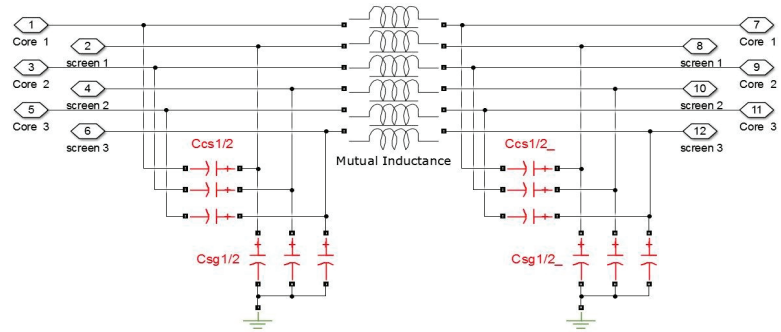 1
Core 1
2
screen 1
3
Core 2
4
screen 2
5
Core 3
6
screen 3
7
Core 1
8
screen 1
9
Core 2
10
screen 2
11
Core 3
12
screen 3
Mutual Inductance
Ccs1/2
Ccs1/2_
Csg1/2
Csg1/2_